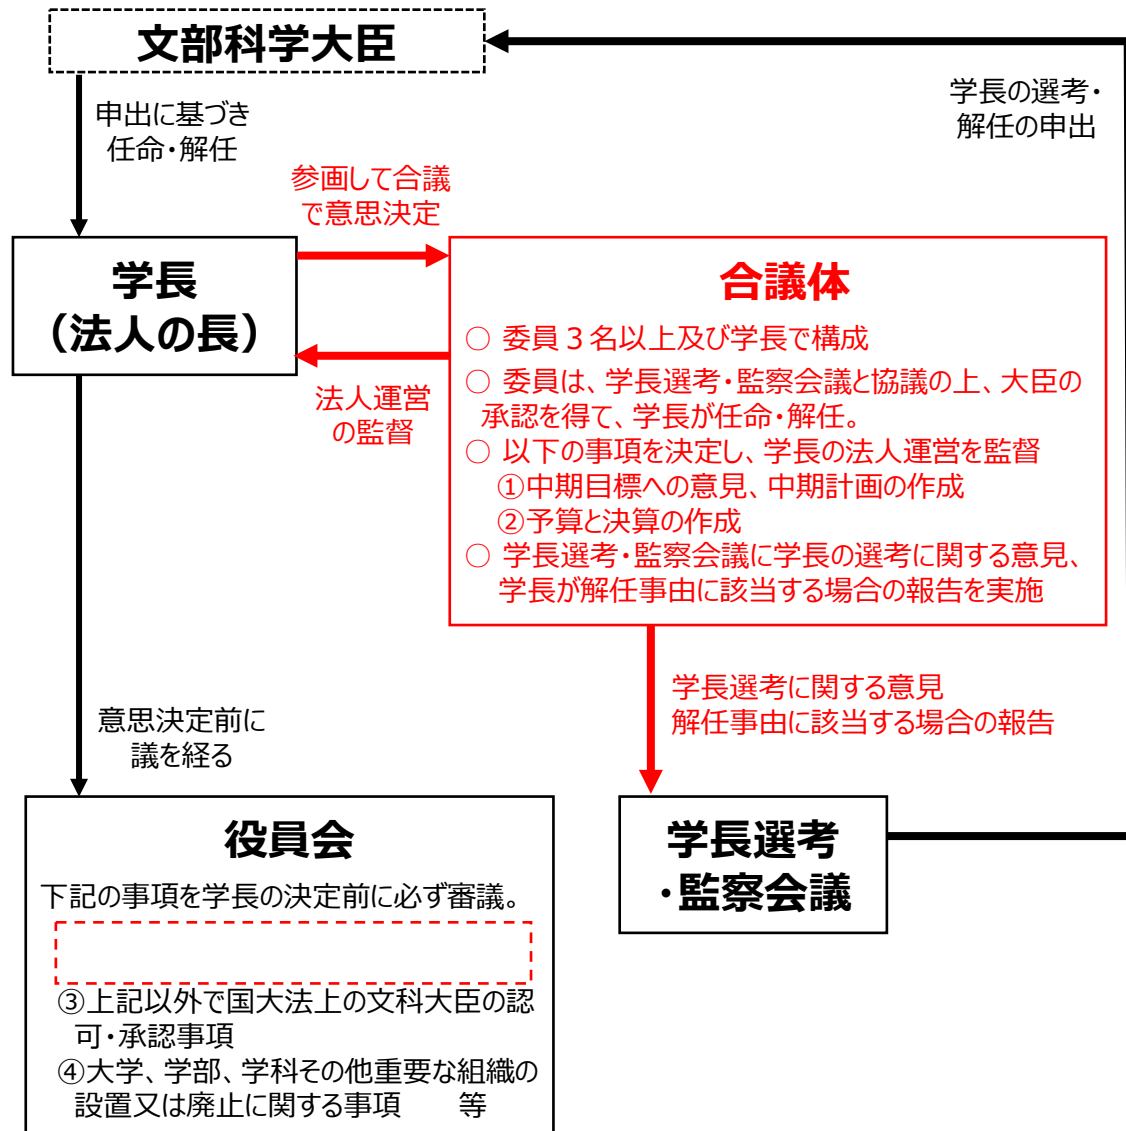 文部科学大臣
学長の選考・
解任の申出
申出に基づき
任命・解任
参画して合議
で意思決定
学長
（法人の長）
合議体
○ 委員３名以上及び学長で構成
○ 委員は、学長選考・監察会議と協議の上、大臣の
承認を得て、学長が任命・解任。
○ 以下の事項を決定し、学長の法人運営を監督
①中期目標への意見、中期計画の作成
②予算と決算の作成
○ 学長選考・監察会議に学長の選考に関する意見、
学長が解任事由に該当する場合の報告を実施
法人運営
の監督
学長選考に関する意見
解任事由に該当する場合の報告
意思決定前に
議を経る
役員会
下記の事項を学長の決定前に必ず審議。
③上記以外で国大法上の文科大臣の認
可・承認事項
④大学、学部、学科その他重要な組織の
設置又は廃止に関する事項　　等
学長選考
・監察会議